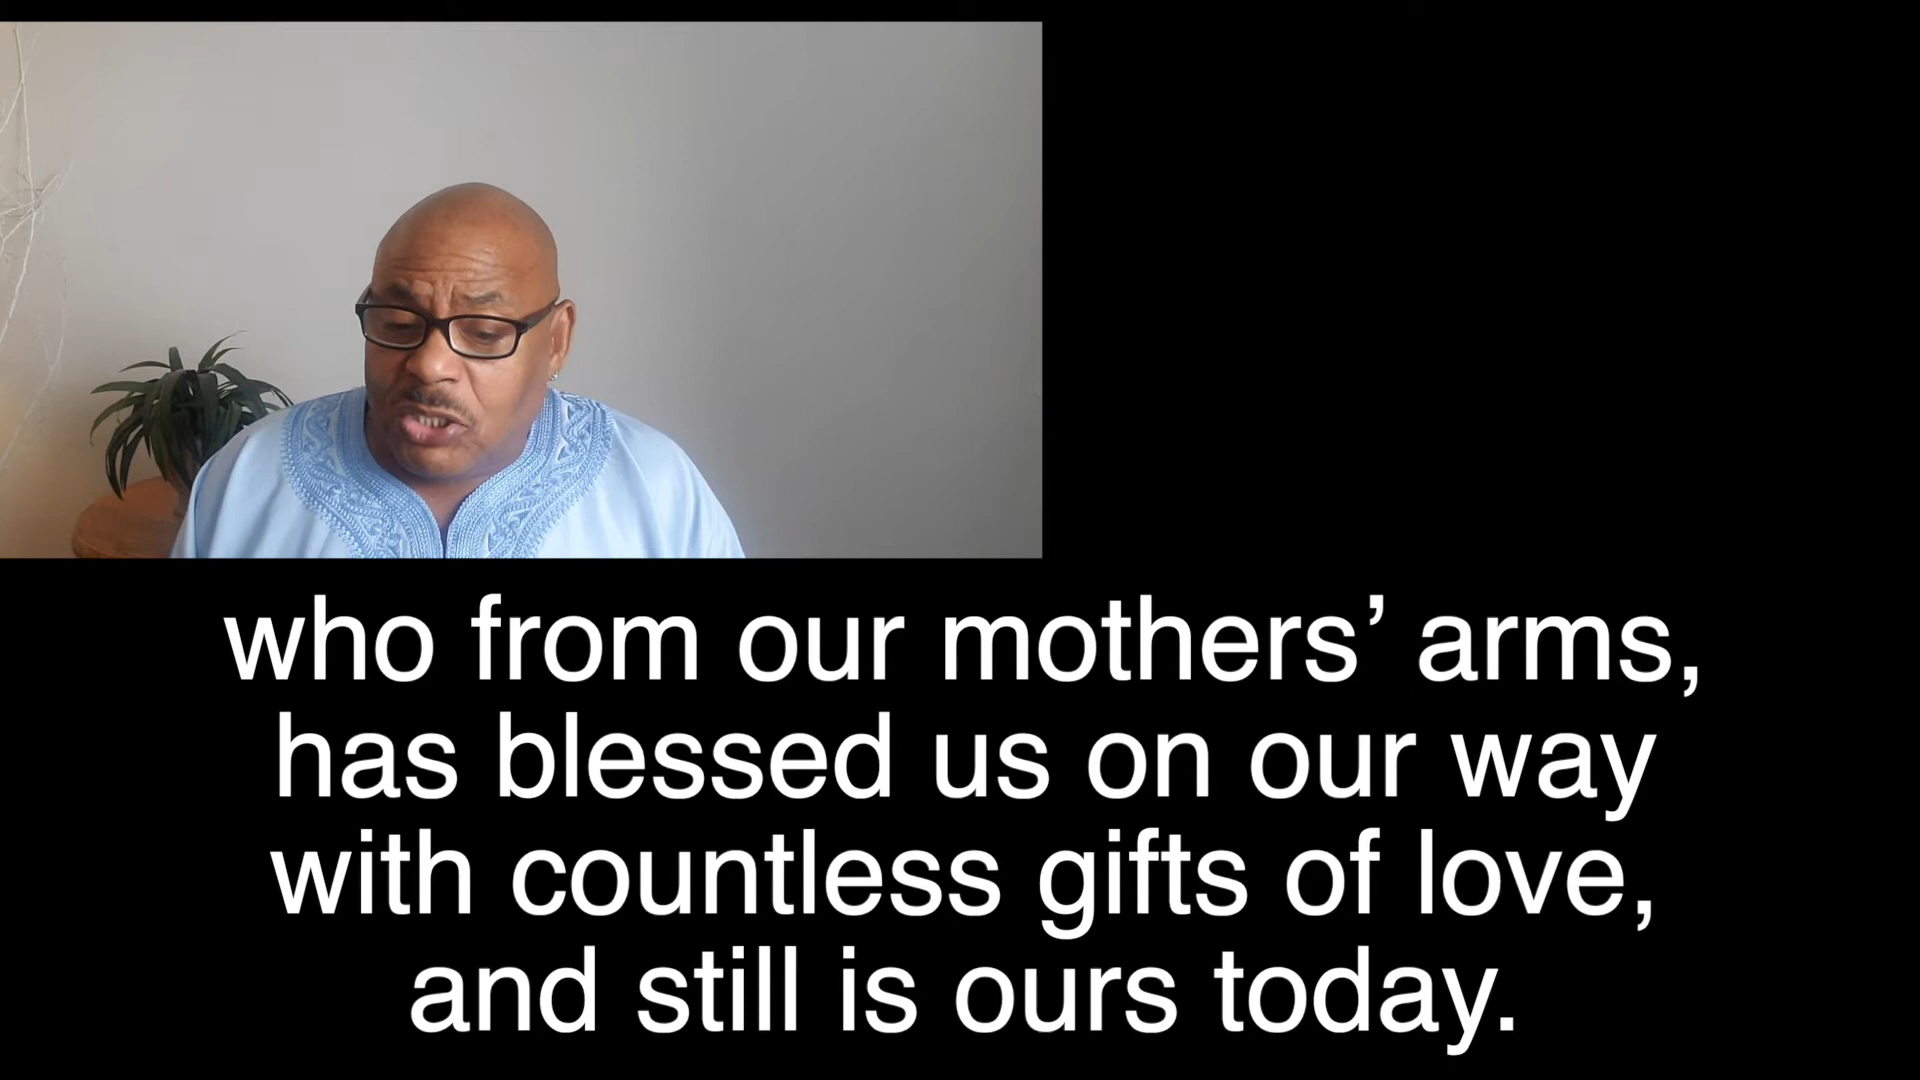 who from our mothers’ arms,
has blessed us on our way
with countless gifts of love,
and still is ours today.